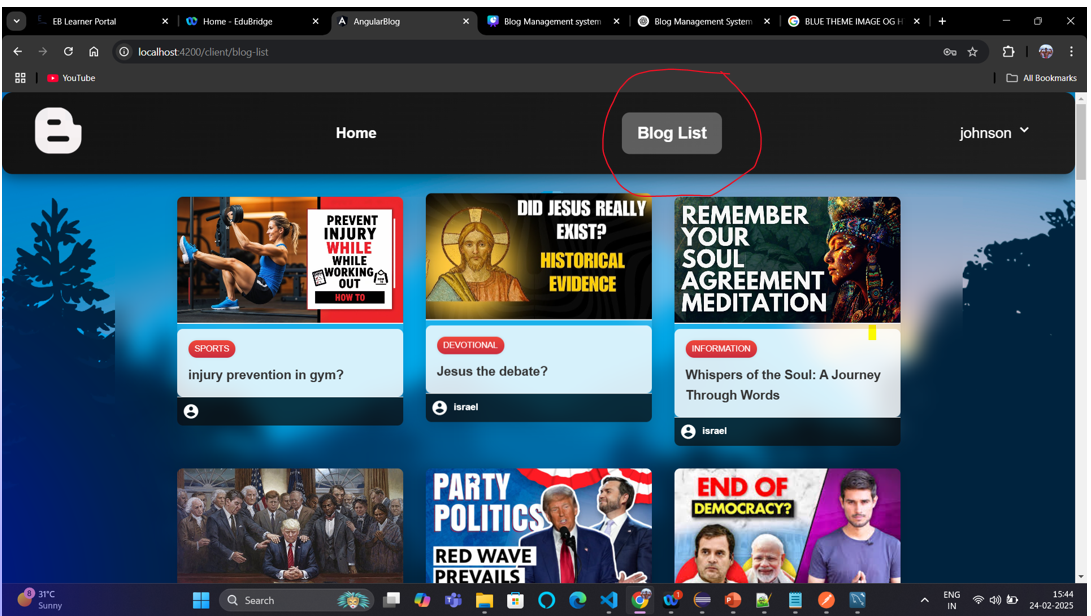 EB Learner Portal
Home - EduBridge
AngularBlog
Blog Management system
Blog Management System
BLUE THEME IMAGE OG H
localhost:4200/client/blog-list
YouTube
All Bookmarks
Home
Blog List
johnson
PREVENT
INJURY
WHILE
WHILE
WORKING
OUT
HOW TO
SPORTS
injury prevention in gym?
DID JESUS REALLY
EXIST?
HISTORICAL
EVIDENCE
DEVOTIONAL
Jesus the debate?
israel
REMEMBER
YOUR
SOUL
AGREEMENT
MEDITATION
INFORMATION
Whispers of the Soul: A Journey
Through Words
israel
PARTY
POLITICS
RED WAVE
PREVAILS
END OF
DEMOCRACY?
8
31°C
Sunny
Search
1
ENG
IN
15:44
24-02-2025